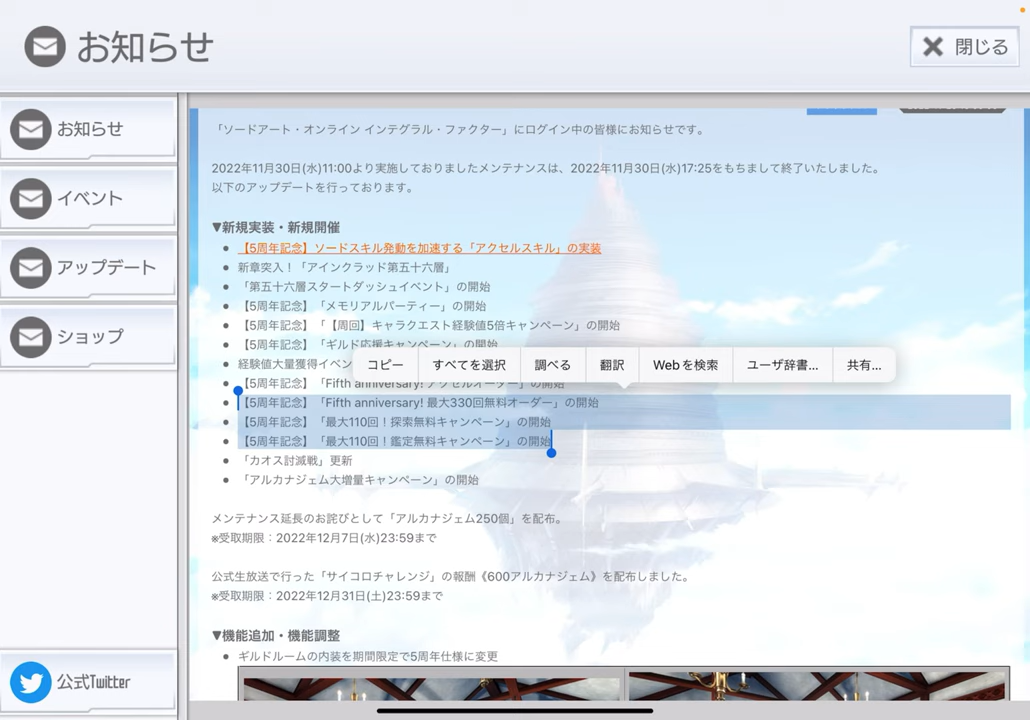 お知らせ
閉じる
お知らせ
イベント
アップデート
ショップ
公式Twitter
「ソードアート・オンライン インテグラル・ファクター」にログイン中の皆様にお知らせです。
2022年11月30日(水)11:00より実施しておりましたメンテナンスは、2022年11月30日(水)17:25をもちまして終了いたしました。
以下のアップデートを行っております。
▼新規実装・新規開催
【5周年記念】ソードスキル発動を加速する「アクセルスキル」の実装
新章突入！「アインクラッド第五十六層」
「第五十六層スタートダッシュイベント」の開始
【5周年記念】「メモリアルパーティー」の開始
【5周年記念】「【周回】キャラクエスト経験値5倍キャンペーン」の開始
【5周年記念】「ギルド応援キャンペーン」の開始
経験値大量獲得イベン
コピー
すべてを選択
調べる
翻訳
Webを検索
ユーザ辞書...
共有...
【5周年記念】「Fifth anniversary! アクセルオーダー」の開始
【5周年記念】「Fifth anniversary! 最大330回無料オーダー」の開始
【5周年記念】「最大110回！探索無料キャンペーン」の開始
【5周年記念】「最大110回！鑑定無料キャンペーン」の開始
「カオス討滅戦」更新
「アルカナジェム大増量キャンペーン」の開始
メンテナンス延長のお詫びとして「アルカナジェム250個」を配布。
※受取期限：2022年12月7日(水)23:59まで
公式生放送で行った「サイコロチャレンジ」の報酬《600アルカナジェム》を配布しました。
※受取期限：2022年12月31日(土)23:59まで
▼機能追加・機能調整
ギルドルームの内装を期間限定で5周年仕様に変更